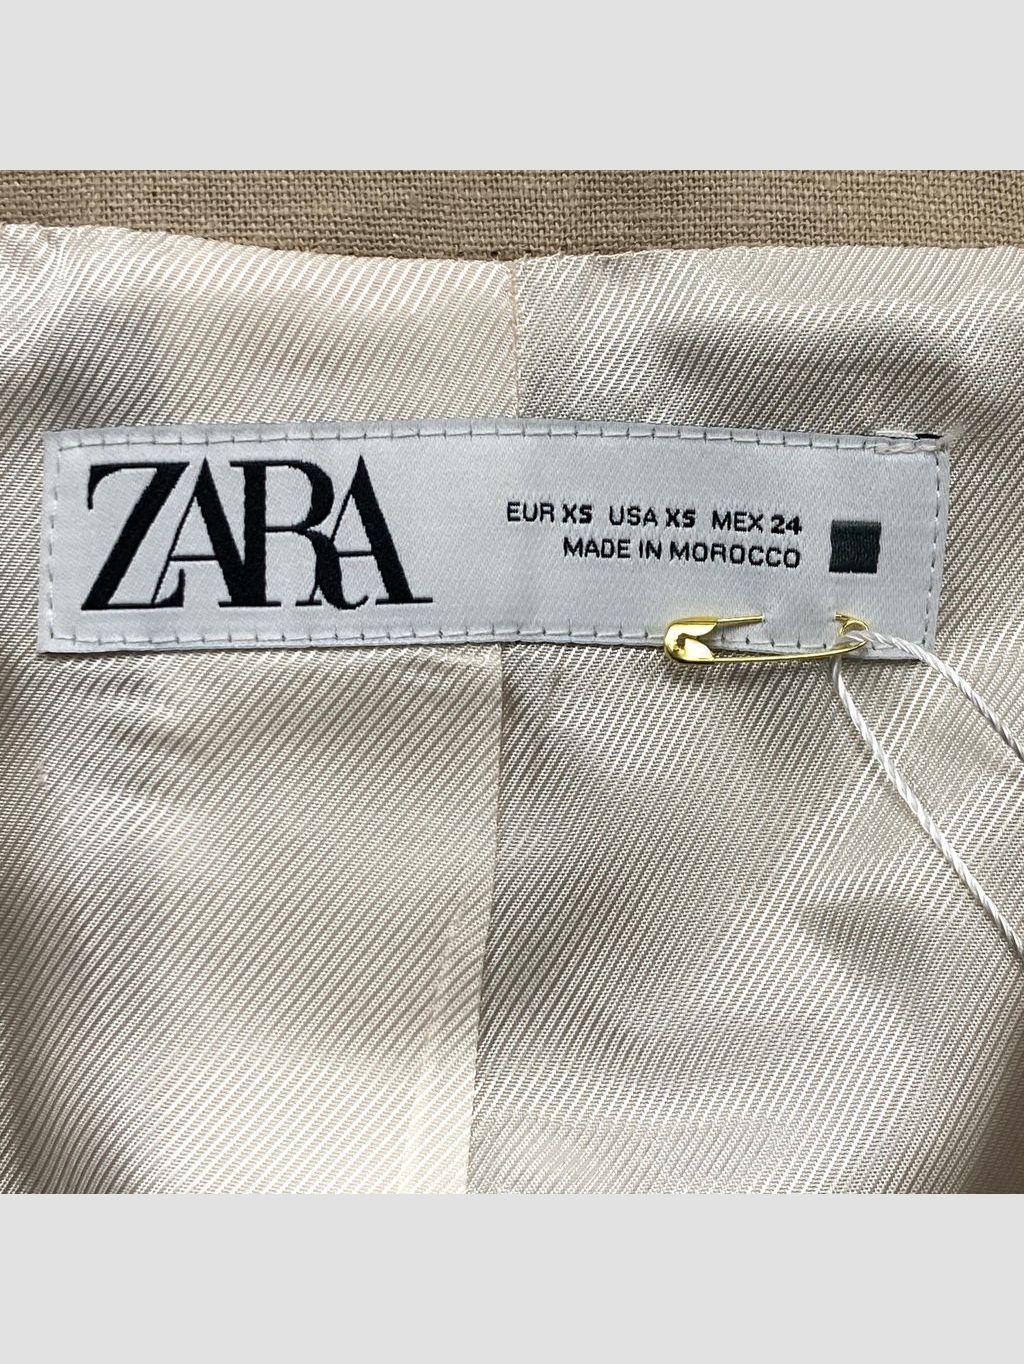 ZARA
EUR XS USA XS MEX 24
MADE IN MOROCCO